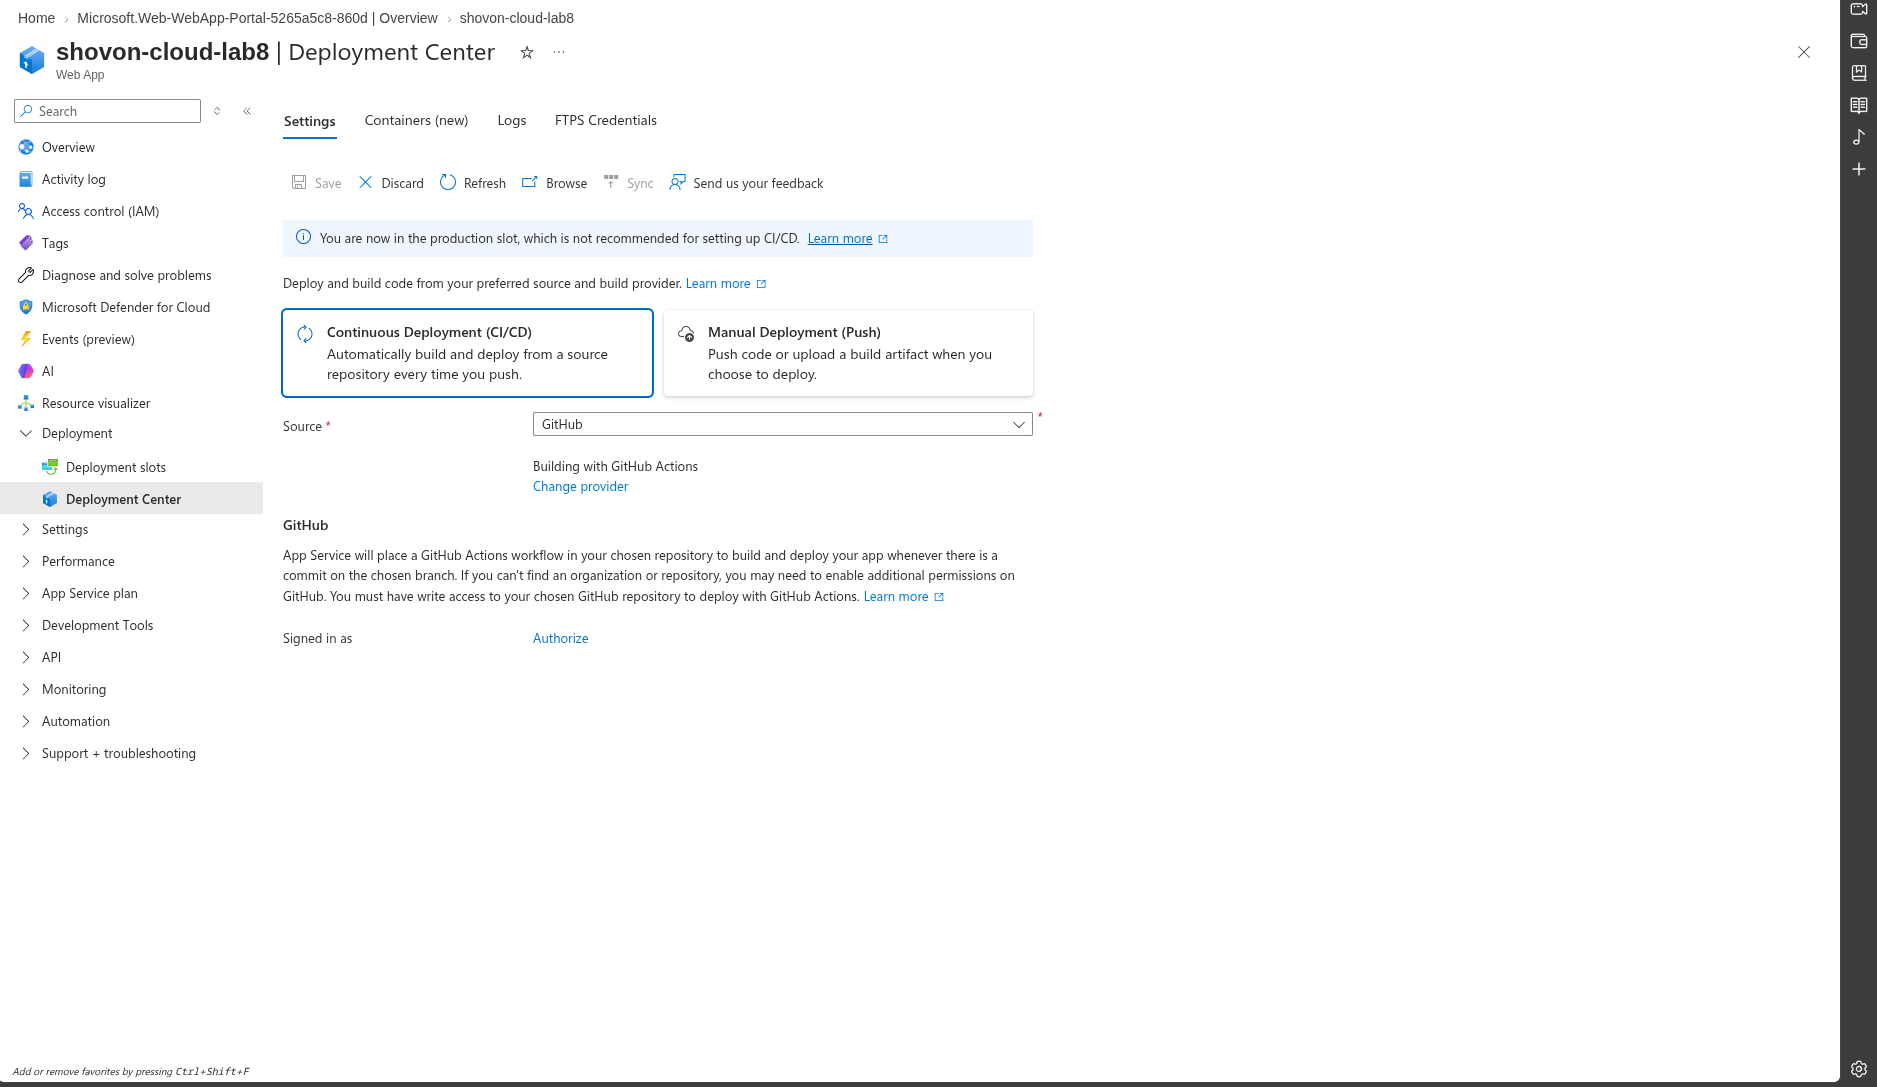 Home › Microsoft.Web-WebApp-Portal-5265a5c8-860d | Overview › shovon-cloud-lab8
shovon-cloud-lab8 | Deployment Center
Web App
Search
Overview
Activity log
Access control (IAM)
Tags
Diagnose and solve problems
Microsoft Defender for Cloud
Events (preview)
AI
Resource visualizer
Deployment
Deployment slots
Deployment Center
Settings
Performance
App Service plan
Development Tools
API
Monitoring
Automation
Support + troubleshooting
Add or remove favorites by pressing Ctrl+Shift+F
Settings Containers (new) Logs FTPS Credentials
Save Discard Refresh Browse Sync Send us your feedback
You are now in the production slot, which is not recommended for setting up CI/CD. Learn more
Deploy and build code from your preferred source and build provider. Learn more
Continuous Deployment (CI/CD)
Automatically build and deploy from a source
repository every time you push.
Manual Deployment (Push)
Push code or upload a build artifact when you
choose to deploy.
Source * GitHub *
Building with GitHub Actions
Change provider
GitHub
App Service will place a GitHub Actions workflow in your chosen repository to build and deploy your app whenever there is a
commit on the chosen branch. If you can't find an organization or repository, you may need to enable additional permissions on
GitHub. You must have write access to your chosen GitHub repository to deploy with GitHub Actions. Learn more
Signed in as Authorize